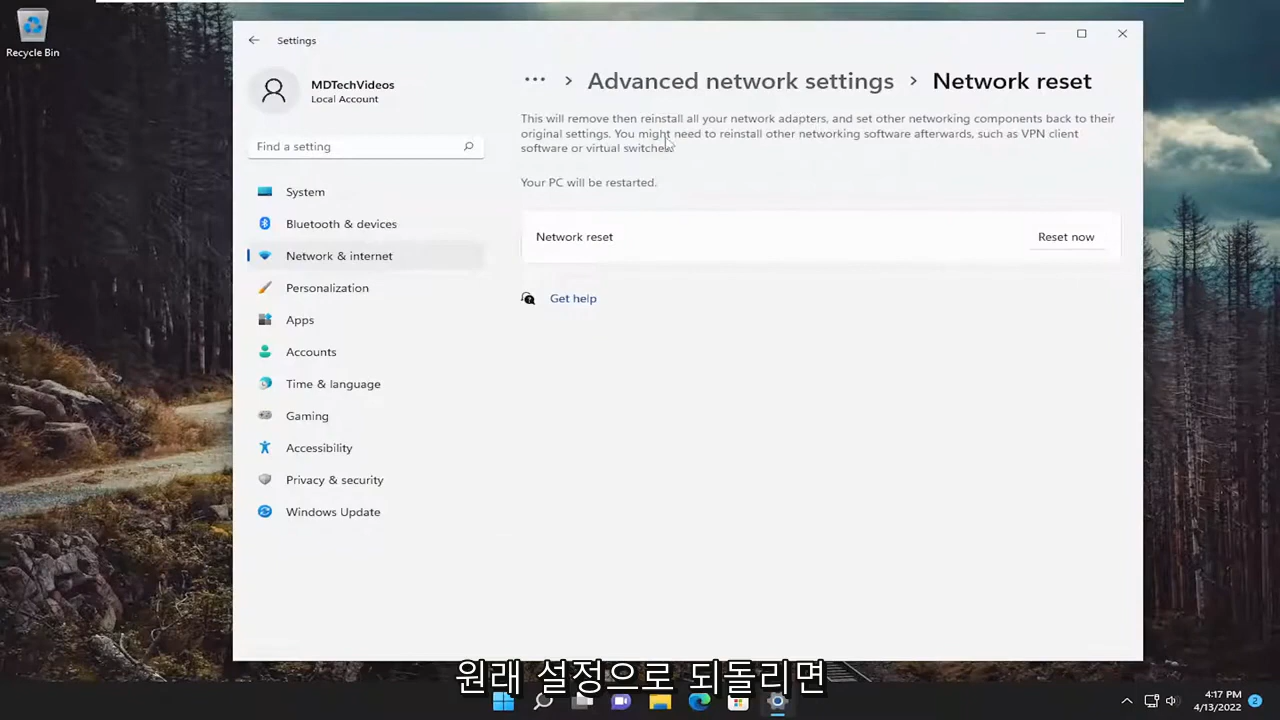 Recycle Bin
Settings
MDTechVideos
Local Account
Find a setting
System
Bluetooth & devices
Network & internet
Personalization
Apps
Accounts
Time & language
Gaming
Accessibility
Privacy & security
Windows Update
... > Advanced network settings > Network reset
This will remove then reinstall all your network adapters, and set other networking components back to their
original settings. You might need to reinstall other networking software afterwards, such as VPN client
software or virtual switches.
Your PC will be restarted.
Network reset Reset now
Get help
원래 설정으로 되돌리면
4:17 PM
4/13/2022
2